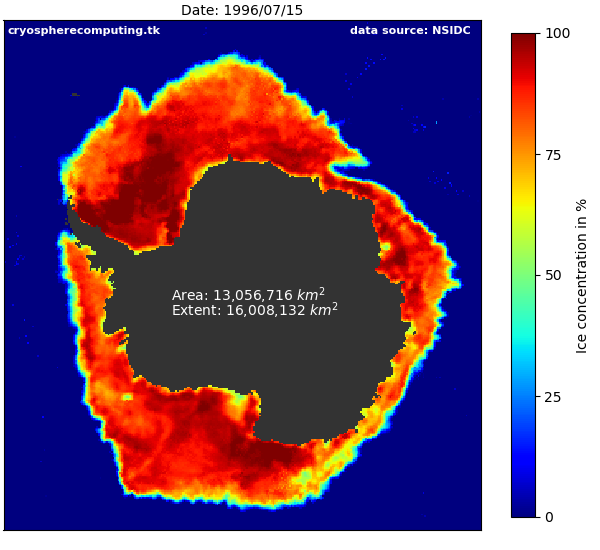 Date: 1996/07/15
cryospherecomputing.tk data source: NSIDC
Area: 13,056,716 km²
Extent: 16,008,132 km²
100
75
50
25
0
Ice concentration in %